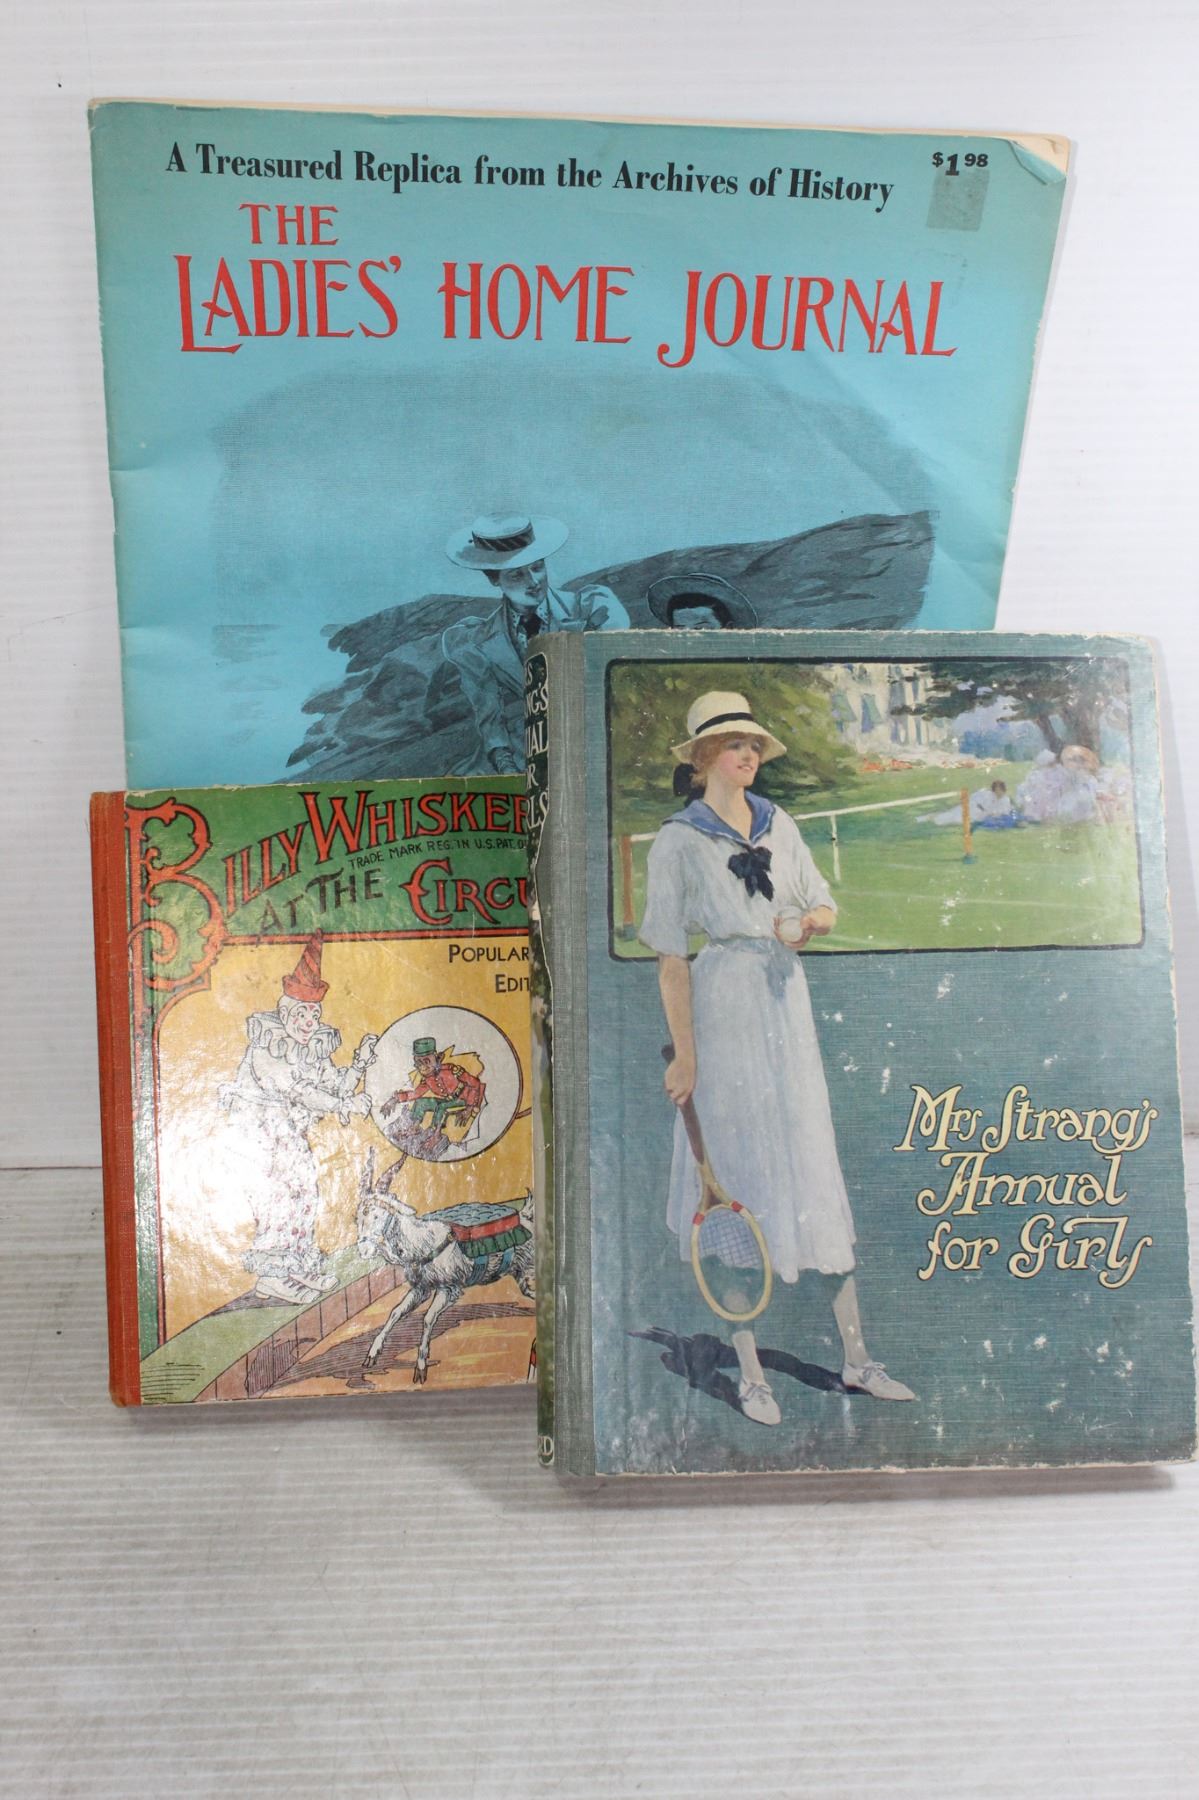 A Treasured Replica from the Archives of History
$1.98
THE
LADIES' HOME JOURNAL
BILLY WHISKER
TRADE MARK REG. IN U.S. PAT. O
AT THE CIRCU
POPULAR
EDIT
Mrs Strang's
Annual
for Girls